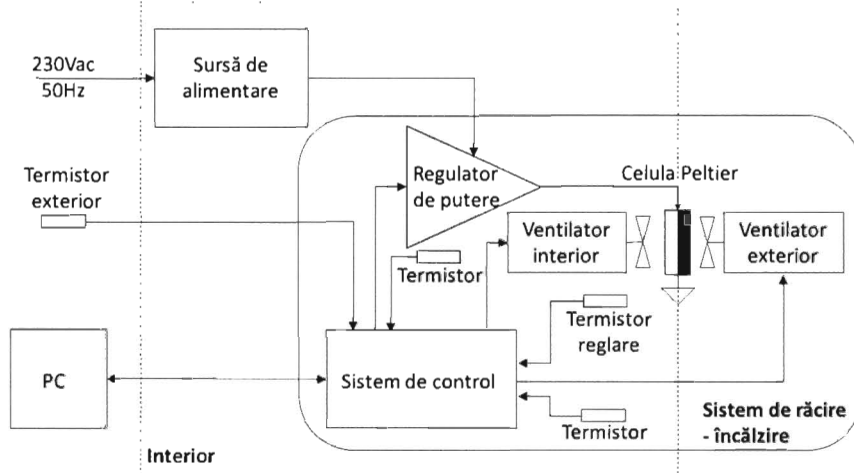 230Vac
50Hz
Sursă de
alimentare
Termistor
exterior
Regulator
de putere
Celula Peltier
Ventilator
interior
Ventilator
exterior
Termistor
Termistor
reglare
PC
Sistem de control
Termistor
Sistem de răcire
- încălzire
Interior